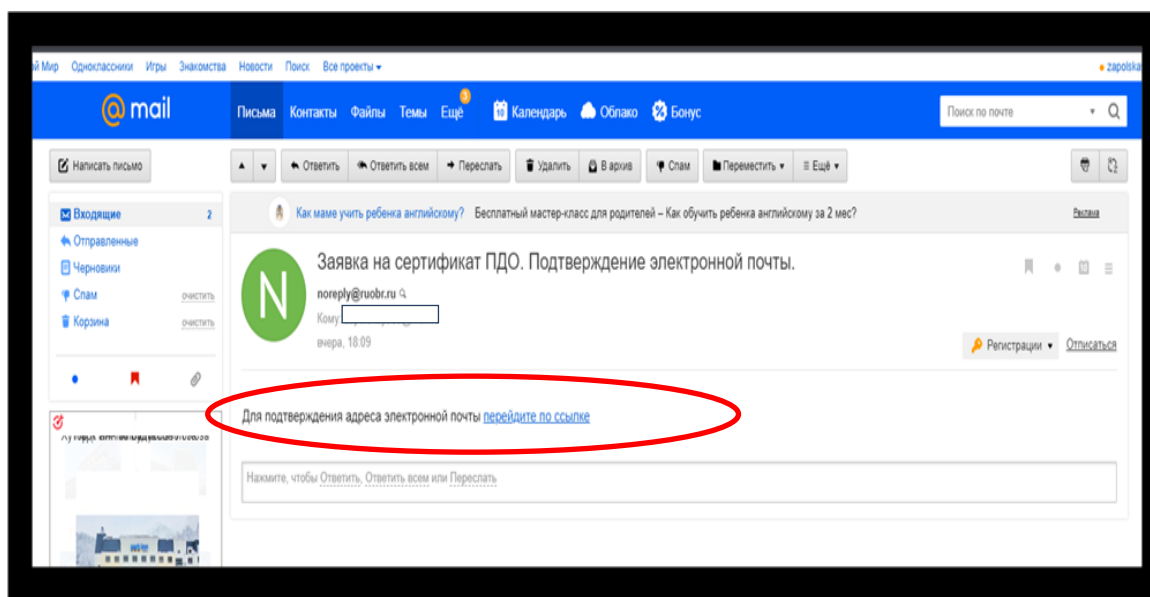 й Мир Одноклассники Игры Знакомства Новости Поиск Все проекты
zapolska
@mail Письма Контакты Файлы Темы Ещё 3 10 Календарь Облако Бонус Поиск по почте
Написать письмо Ответить Ответить всем Переслать Удалить В архив Спам Переместить Ещё
Входящие 2
Отправленные
Черновики
Спам очистить
Корзина очистить
Как маме учить ребенка английскому? Бесплатный мастер-класс для родителей – Как обучить ребенка английскому за 2 мес? Реклама
N
Заявка на сертификат ПДО. Подтверждение электронной почты.
noreply@ruobr.ru
Кому:
вчера, 18:09
Регистрации Отписаться
Для подтверждения адреса электронной почты перейдите по ссылке
Нажмите, чтобы Ответить, Ответить всем или Переслать